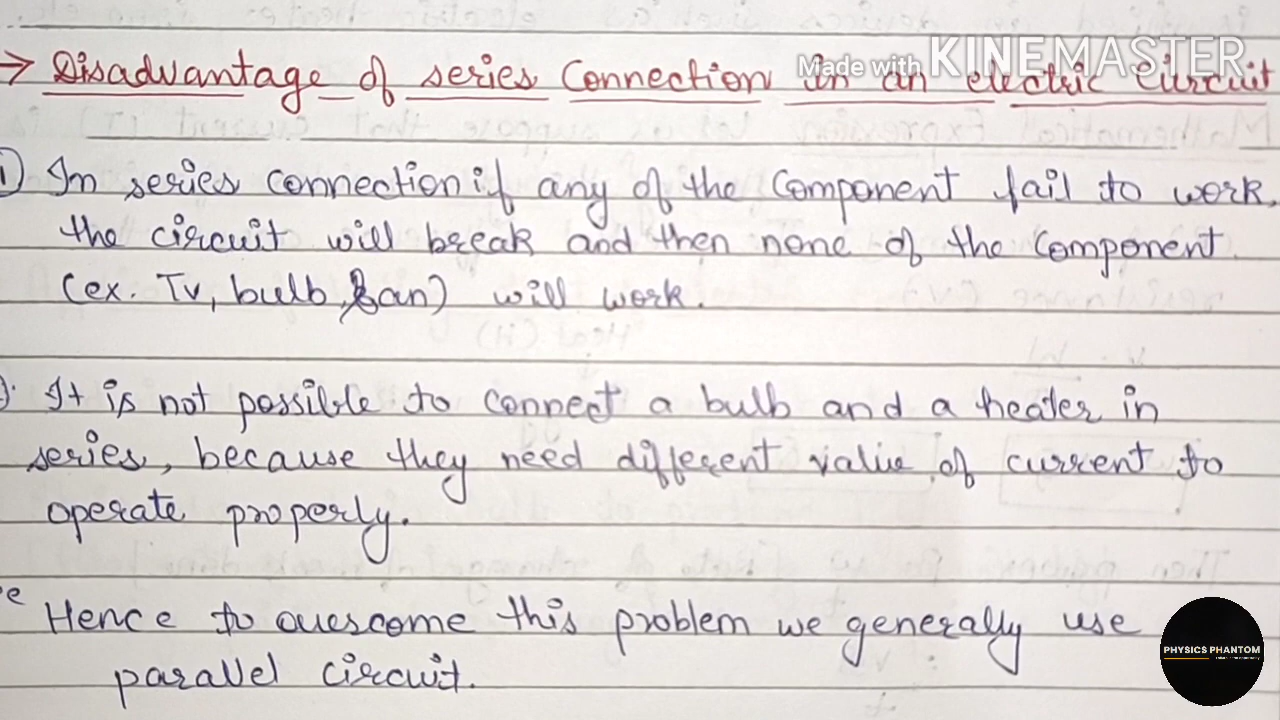 → Disadvantage of series Connection in an electric Circuit
Made with KINEMASTER
1) In series connection if any of the Component fail to work,
the circuit will break and then none of the Component
(ex. Tv, bulb, fan) will work.
It is not possible to connect a bulb and a heater in
series, because they need different value of current to
operate properly.
e
Hence to overcome this problem we generally use
parallel circuit.
PHYSICS PHANTOM